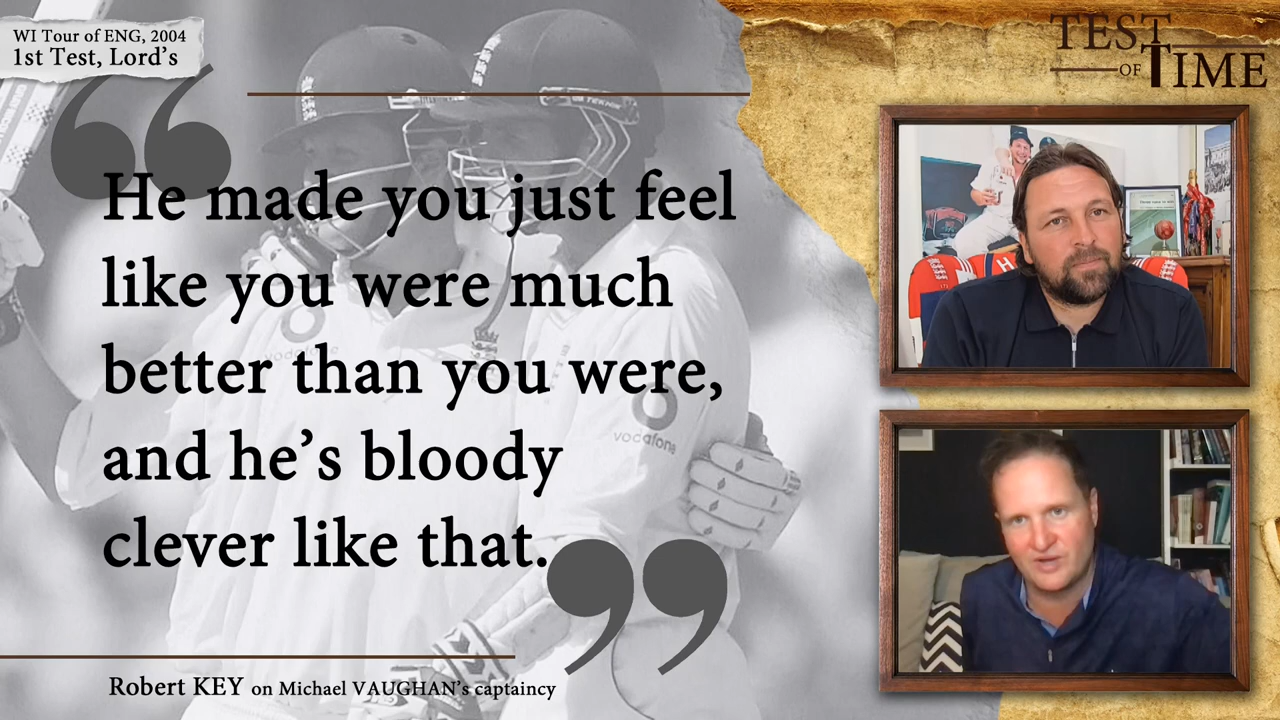 WI Tour of ENG, 2004
1st Test, Lord's
TEST
OF TIME
“He made you just feel
like you were much
better than you were,
and he’s bloody
clever like that.”
vodafone
Robert KEY on Michael VAUGHAN’s captaincy